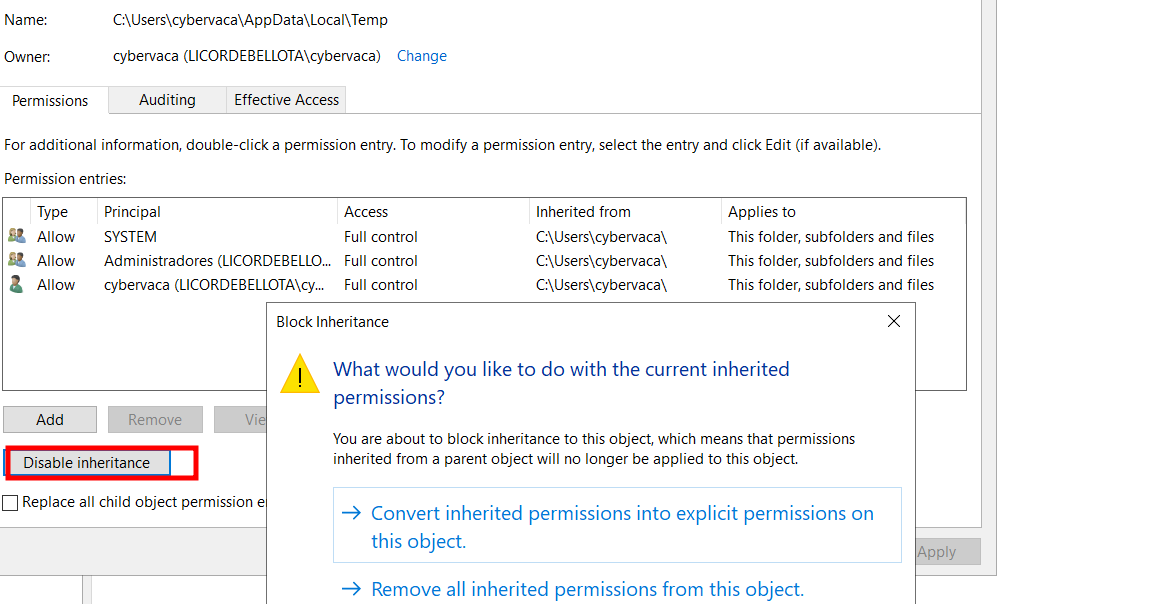 Name: C:\Users\cybervaca\AppData\Local\Temp
Owner: cybervaca (LICORDEBELLOTA\cybervaca) Change
Permissions Auditing Effective Access
For additional information, double-click a permission entry. To modify a permission entry, select the entry and click Edit (if available).
Permission entries:
Type Principal Access Inherited from Applies to
Allow SYSTEM Full control C:\Users\cybervaca\ This folder, subfolders and files
Allow Administradores (LICORDEBELLO... Full control C:\Users\cybervaca\ This folder, subfolders and files
Allow cybervaca (LICORDEBELLOTA\cy... Full control C:\Users\cybervaca\ This folder, subfolders and files
Block Inheritance
What would you like to do with the current inherited
permissions?
You are about to block inheritance to this object, which means that permissions
inherited from a parent object will no longer be applied to this object.
Convert inherited permissions into explicit permissions on
this object.
Remove all inherited permissions from this object.
Add Remove Vie
Disable inheritance
Replace all child object permission e
Apply